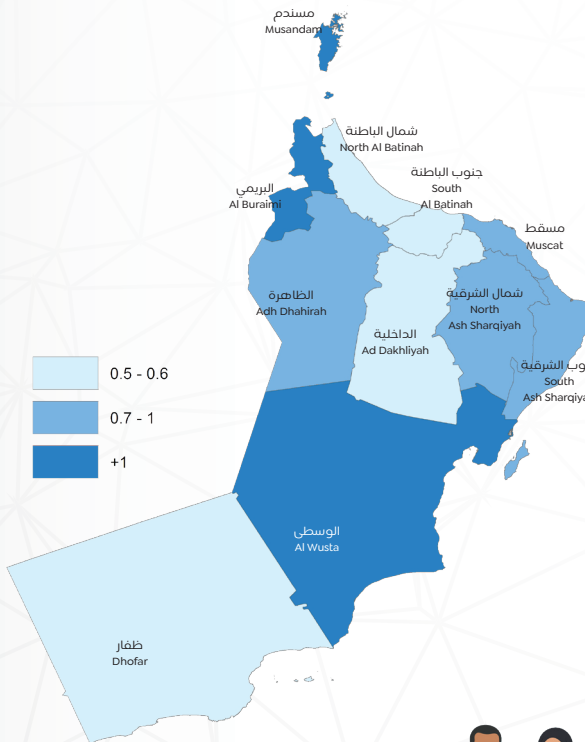 مسندم
Musandam
شمال الباطنة
North Al Batinah
جنوب الباطنة
South
Al Batinah
البريمي
Al Buraimi
مسقط
Muscat
الظاهرة
Adh Dhahirah
شمال الشرقية
North
Ash Sharqiyah
الداخلية
Ad Dakhliyah
الشرقية
South
0.5 - 0.6
0.7 - 1
+1
الوسطى
Al Wusta
ظفار
Dhofar